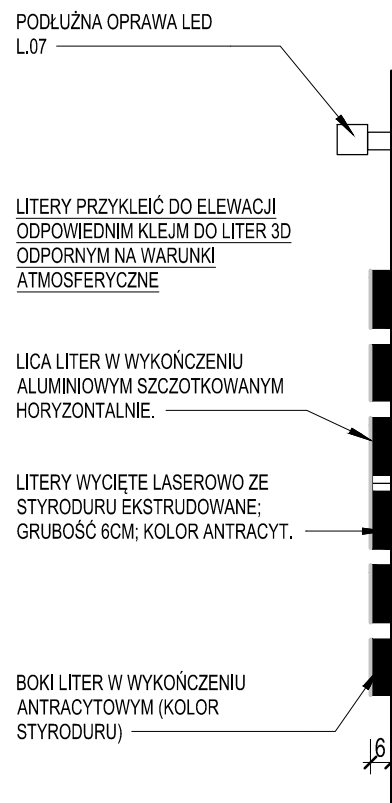 PODŁUŻNA OPRAWA LED
L.07
LITERY PRZYKLEIĆ DO ELEWACJI
ODPOWIEDNIM KLEJM DO LITER 3D
ODPORNYM NA WARUNKI
ATMOSFERYCZNE
LICA LITER W WYKOŃCZENIU
ALUMINIOWYM SZCZOTKOWANYM
HORYZONTALNIE.
LITERY WYCIĘTE LASEROWO ZE
STYRODURU EKSTRUDOWANE;
GRUBOŚĆ 6CM; KOLOR ANTRACYT.
BOKI LITER W WYKOŃCZENIU
ANTRACYTOWYM (KOLOR
STYRODURU)
6